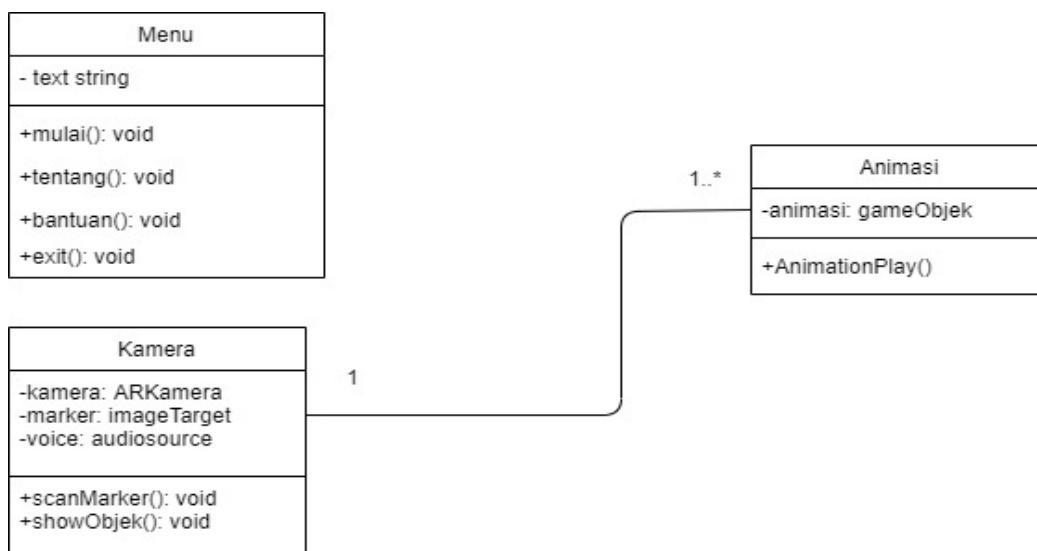 Menu
- text string
+mulai(): void
+tentang(): void
+bantuan(): void
+exit(): void
1..*
Animasi
-animasi: gameObjek
+AnimationPlay()
Kamera
-kamera: ARKamera
-marker: imageTarget
-voice: audiosource
+scanMarker(): void
+showObjek(): void
1